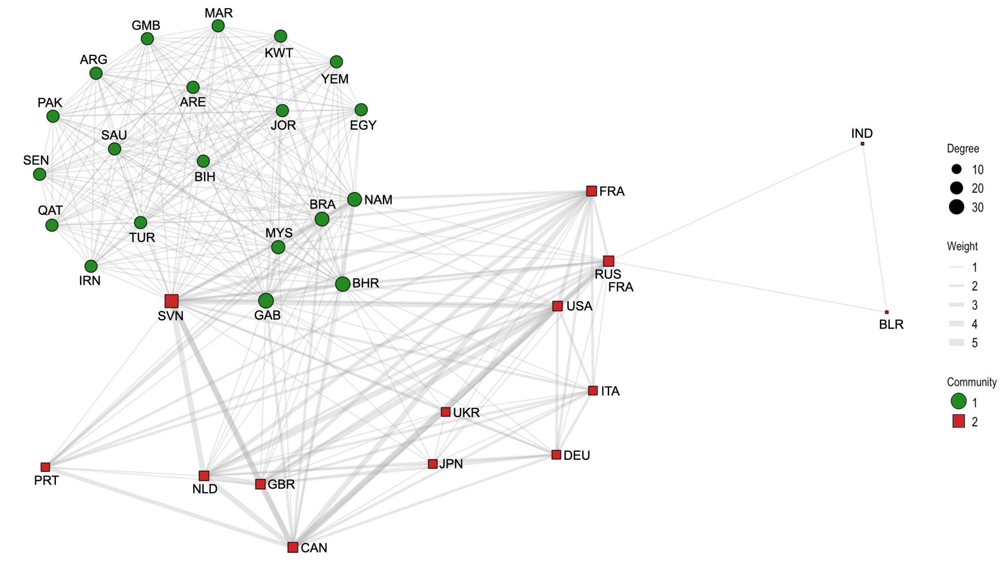 MAR
GMB
KWT
ARG
YEM
ARE
PAK
JOR
EGY
SAU
IND
Degree
SEN
BIH
10
20
FRA
NAM
BRA
30
QAT
MYS
TUR
Weight
1
RUS
IRN
BHR
2
FRA
3
USA
SVN
GAB
4
BLR
5
Community
ITA
1
UKR
2
DEU
JPN
PRT
NLD
GBR
CAN